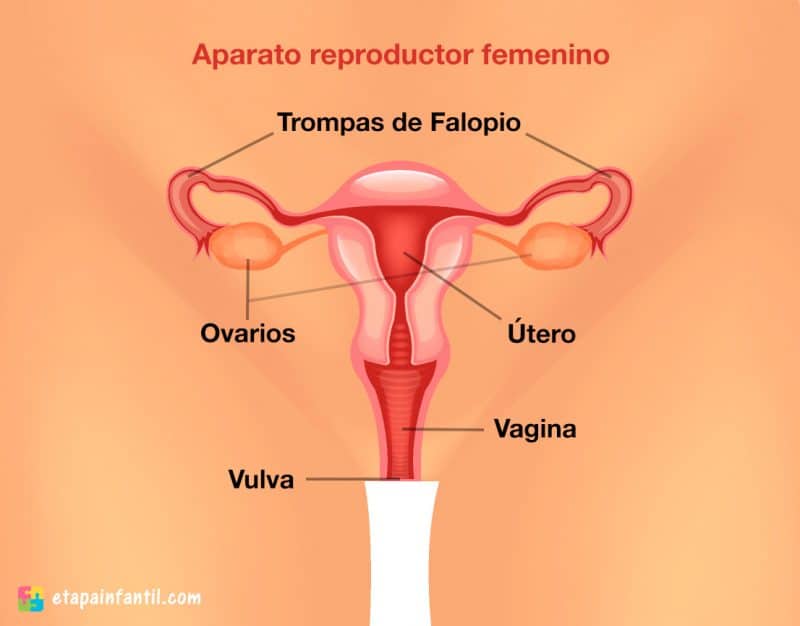 Aparato reproductor femenino
Trompas de Falopio
Ovarios
Útero
Vagina
Vulva
etapainfantil.com